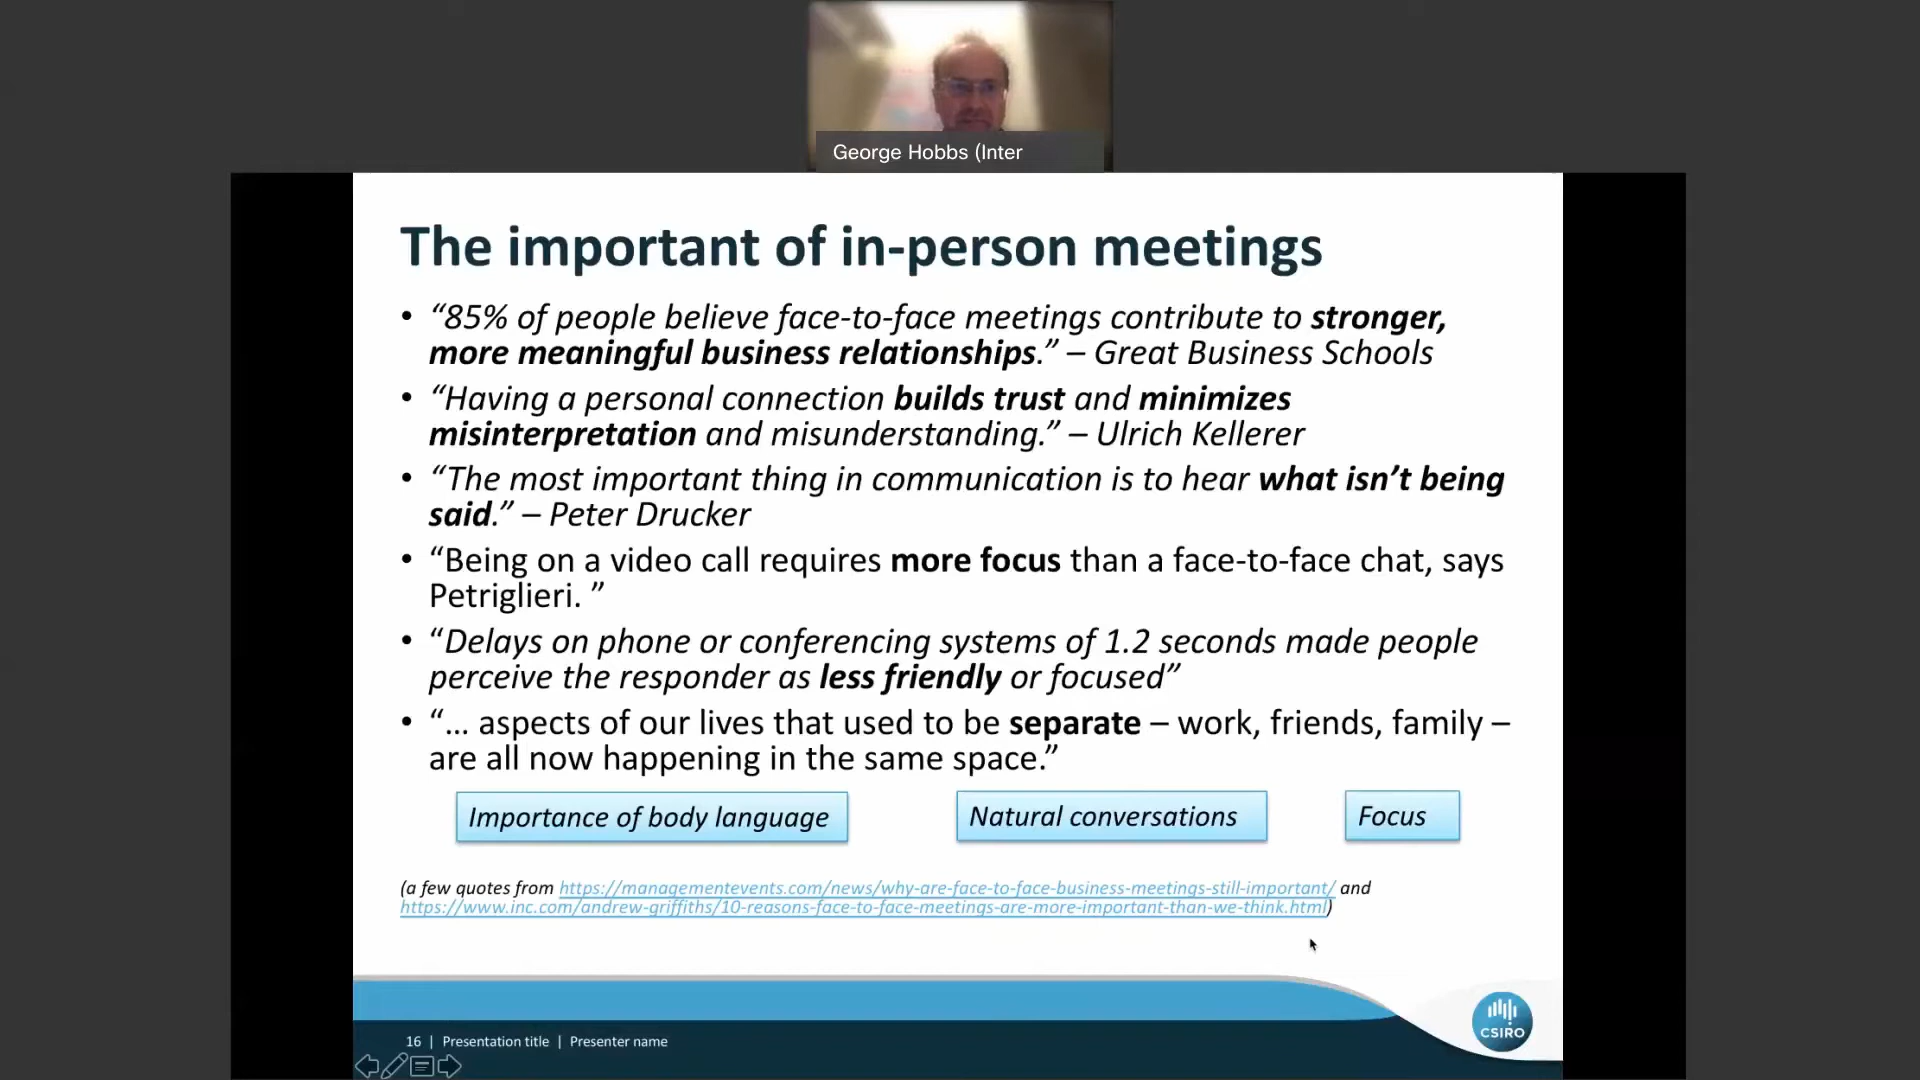 George Hobbs (Inter
The important of in-person meetings
• “85% of people believe face-to-face meetings contribute to stronger,
more meaningful business relationships.” – Great Business Schools
• “Having a personal connection builds trust and minimizes
misinterpretation and misunderstanding.” – Ulrich Kellerer
• “The most important thing in communication is to hear what isn’t being
said.” – Peter Drucker
• “Being on a video call requires more focus than a face-to-face chat, says
Petriglieri. ”
• “Delays on phone or conferencing systems of 1.2 seconds made people
perceive the responder as less friendly or focused”
• “... aspects of our lives that used to be separate – work, friends, family –
are all now happening in the same space.”
Importance of body language Natural conversations Focus
(a few quotes from https://managementevents.com/news/why-are-face-to-face-business-meetings-still-important/ and
https://www.inc.com/andrew-griffiths/10-reasons-face-to-face-meetings-are-more-important-than-we-think.html)
16 | Presentation title | Presenter name
CSIRO